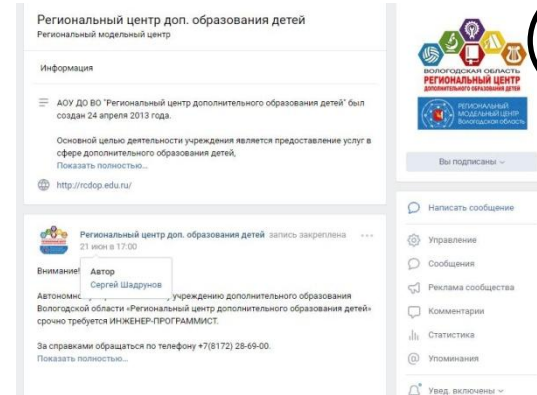 Региональный центр доп. образования детей
Региональный модельный центр
Информация
АОУ ДО ВО "Региональный центр дополнительного образования детей" был
создан 24 апреля 2013 года.
Основной целью деятельности учреждения является предоставление услуг в
сфере дополнительного образования детей,
Показать полностью...
http://rcdop.edu.ru/
Региональный центр доп. образования детей запись закреплена
21 июн в 17:00
Внимание!
Автор
Сергей Шадрунов
учреждению дополнительного образования
Вологодской области «Региональный центр дополнительного образования детей»
срочно требуется ИНЖЕНЕР-ПРОГРАММИСТ.
За справками обращаться по телефону +7(8172) 28-69-00.
Показать полностью...
ВОЛОГОДСКАЯ ОБЛАСТЬ
РЕГИОНАЛЬНЫЙ ЦЕНТР
ДОПОЛНИТЕЛЬНОГО ОБРАЗОВАНИЯ ДЕТЕЙ
РЕГИОНАЛЬНЫЙ
МОДЕЛЬНЫЙ ЦЕНТР
Вологодская область
Вы подписаны
Написать сообщение
Управление
Сообщения
Реклама сообщества
Комментарии
Статистика
Упоминания
Увед. включены